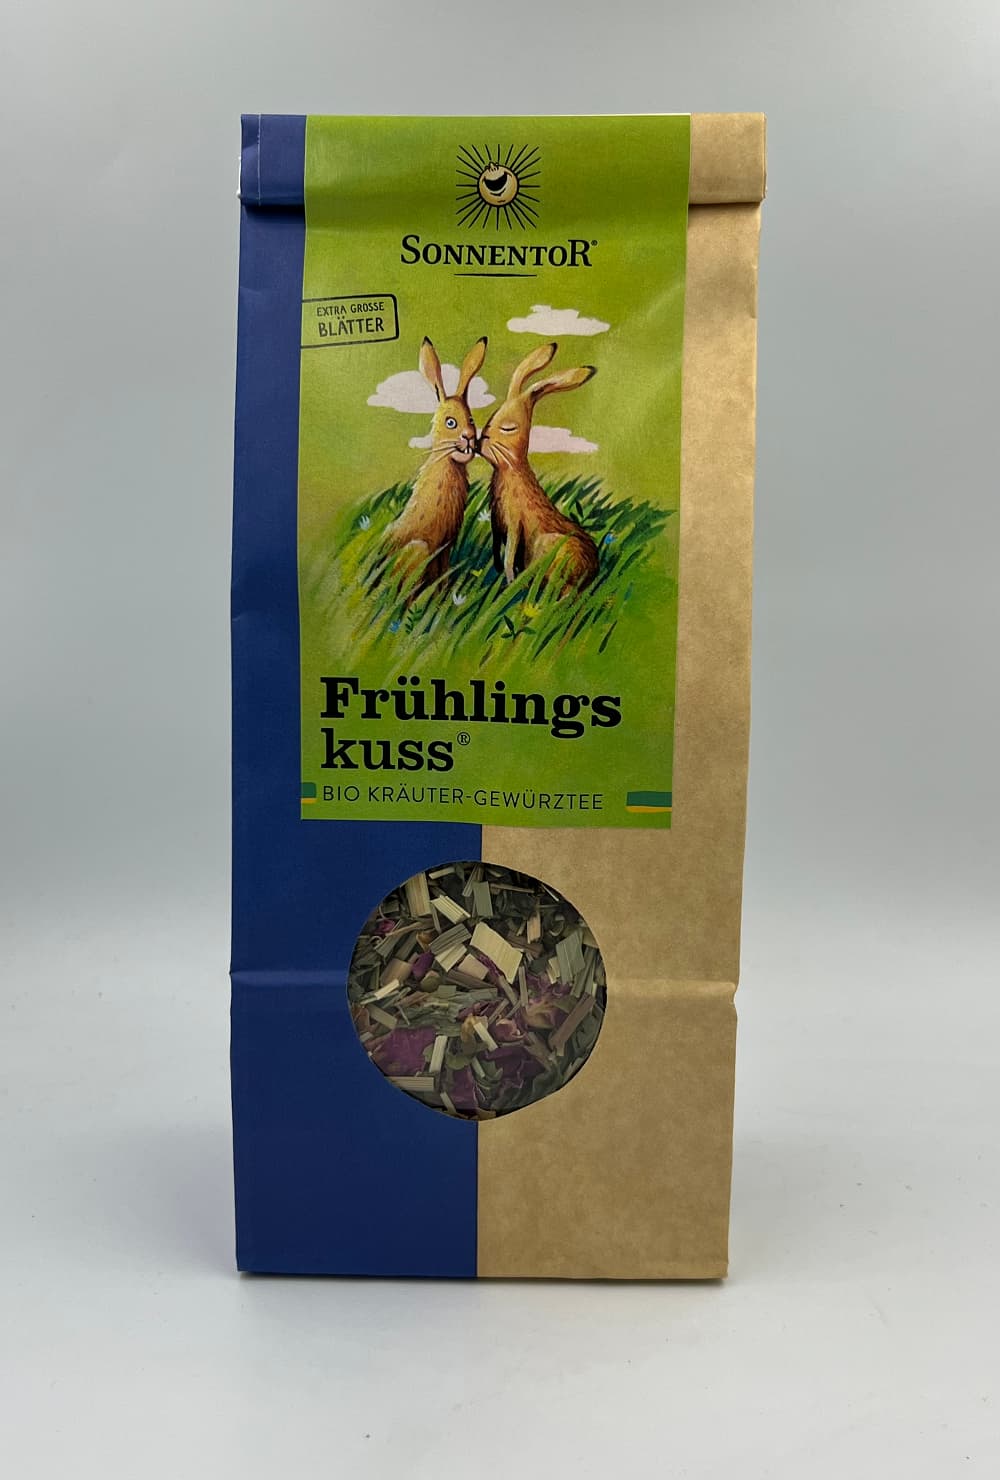 SONNENTOR®
EXTRA GROSSE
BLÄTTER
Frühlings
kuss®
BIO KRÄUTER-GEWÜRZTEE